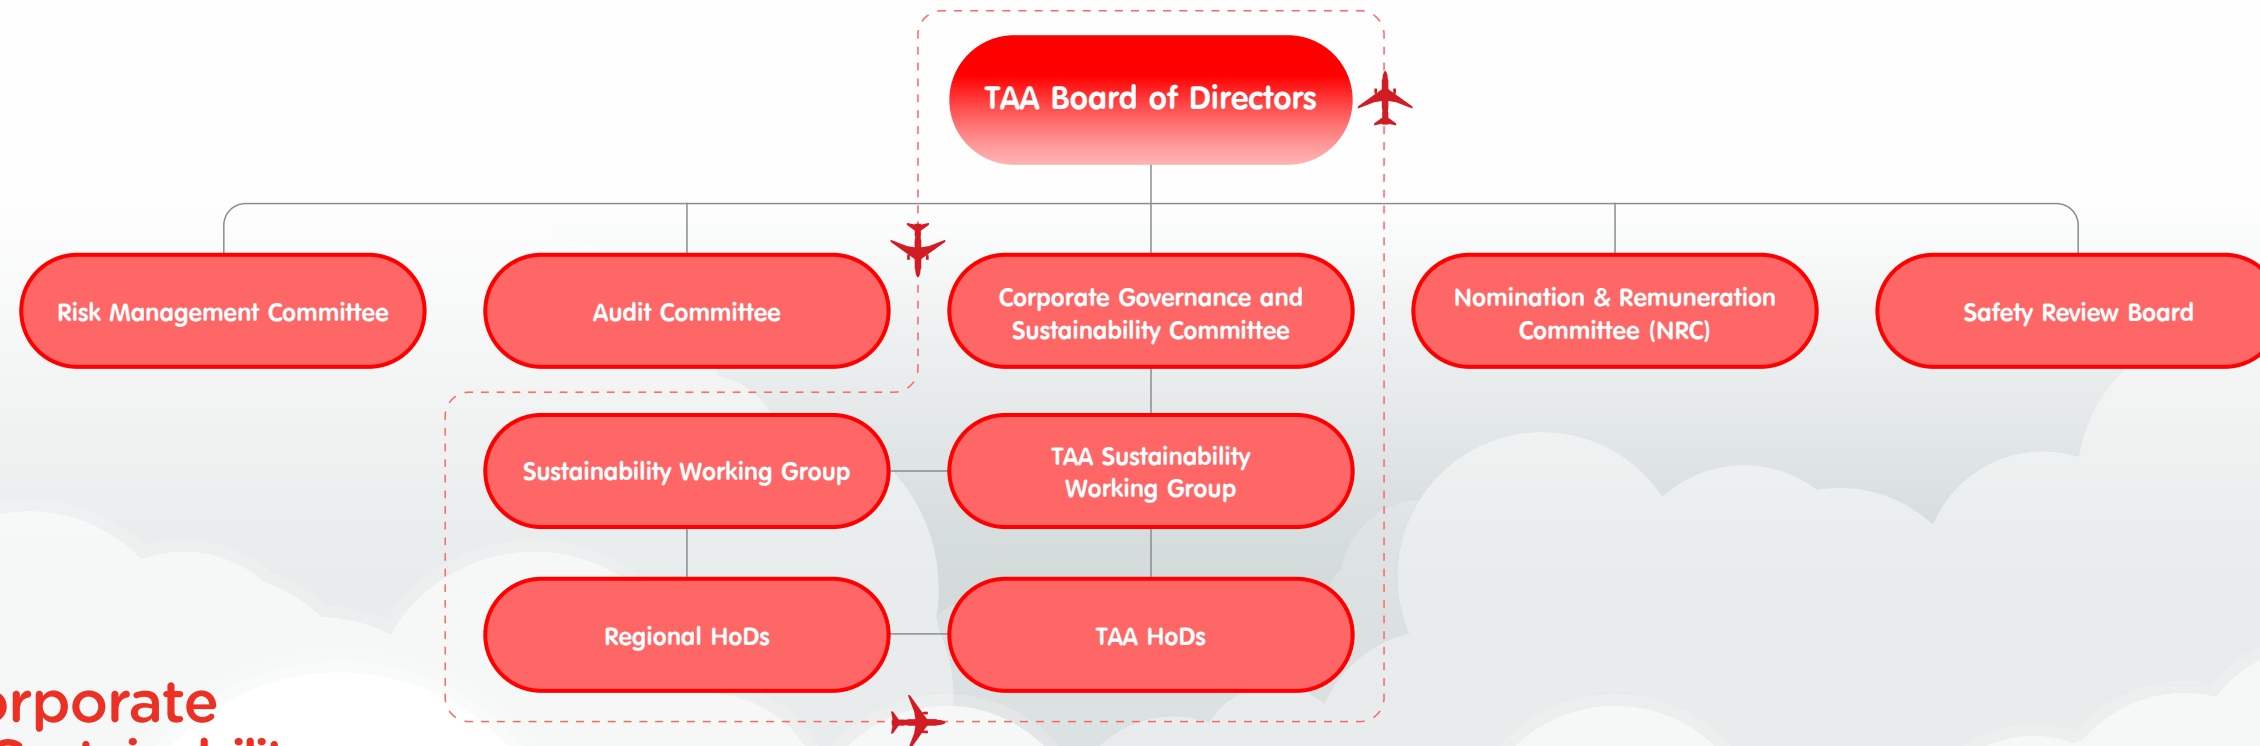 TAA Board of Directors
Risk Management Committee
Audit Committee
Corporate Governance and
Sustainability Committee
Nomination & Remuneration
Committee (NRC)
Safety Review Board
Sustainability Working Group
TAA Sustainability
Working Group
Regional HoDs
TAA HoDs
orporate